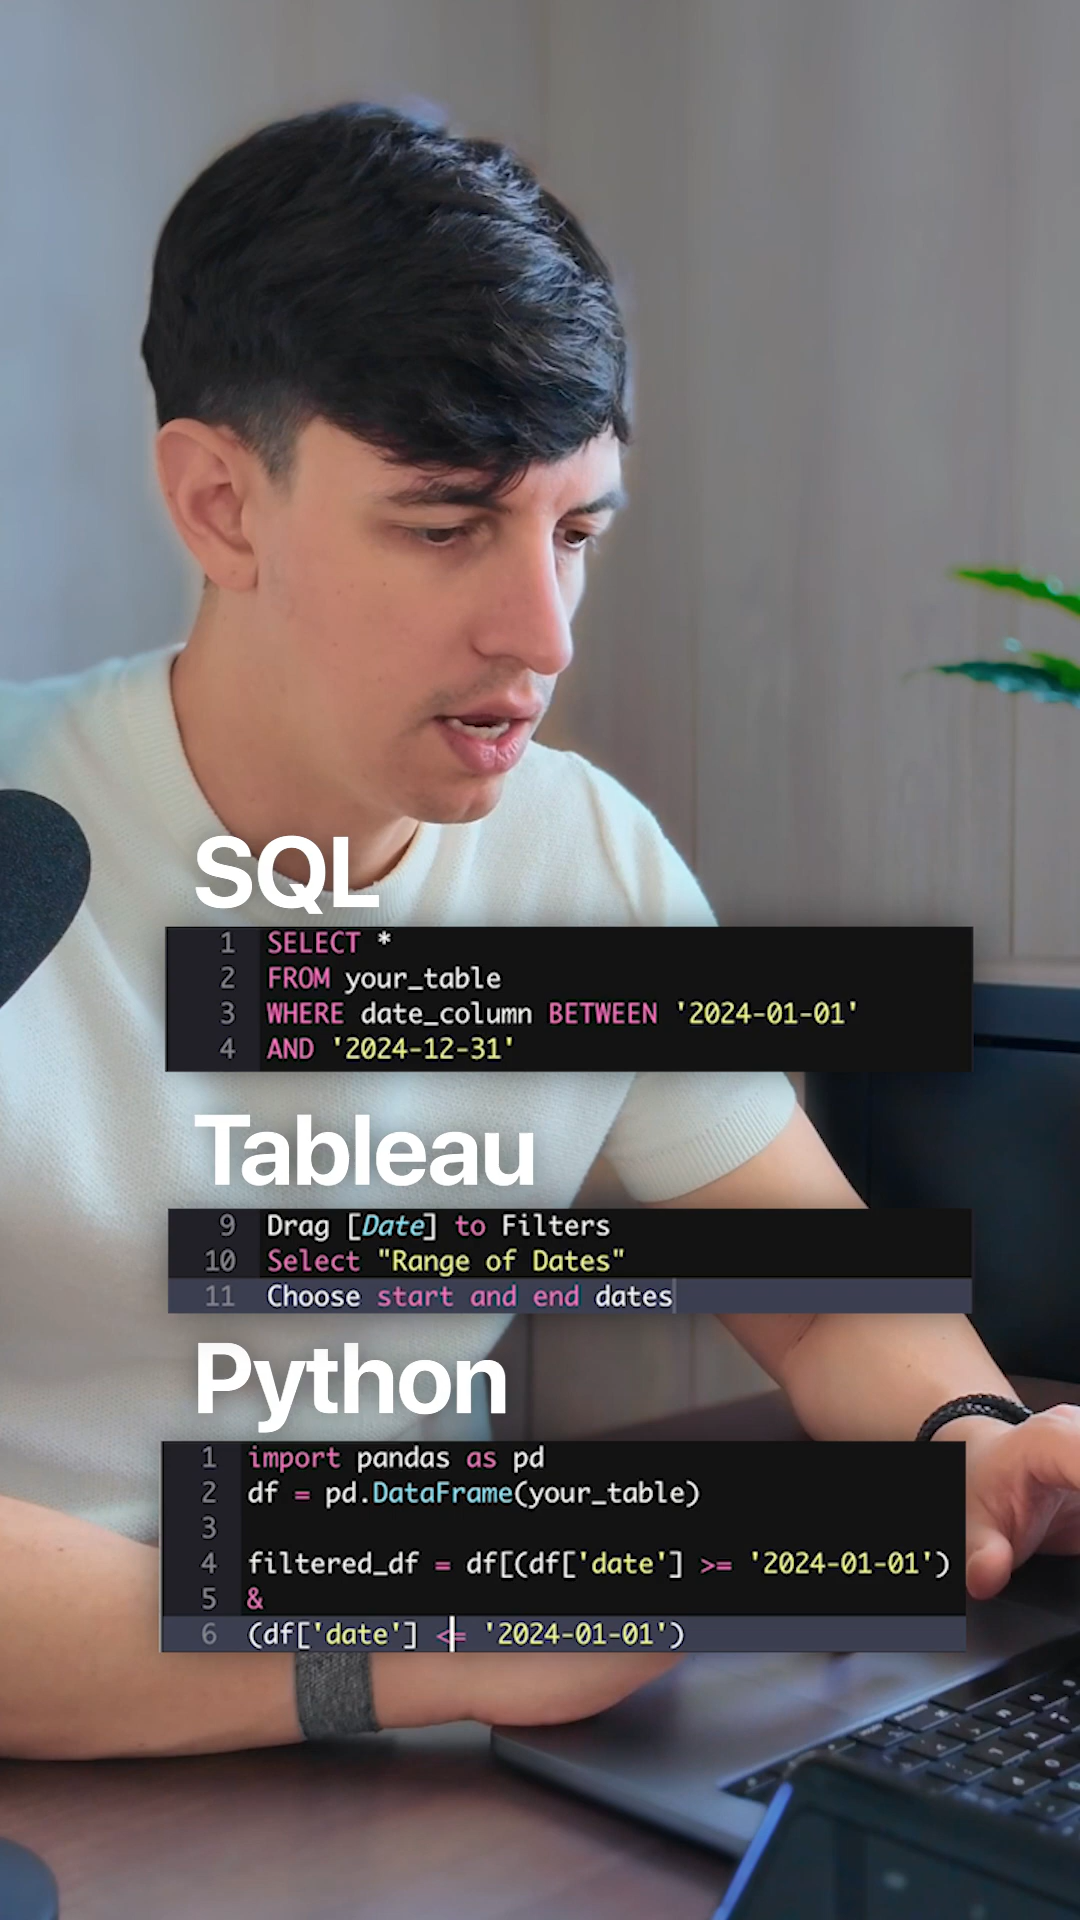 SQL
1 SELECT *
2 FROM your_table
3 WHERE date_column BETWEEN '2024-01-01'
4 AND '2024-12-31'
Tableau
9 Drag [Date] to Filters
10 Select "Range of Dates"
11 Choose start and end dates
Python
1 import pandas as pd
2 df = pd.DataFrame(your_table)
3
4 filtered_df = df[(df['date'] >= '2024-01-01')
5 &
6 (df['date'] <= '2024-01-01')